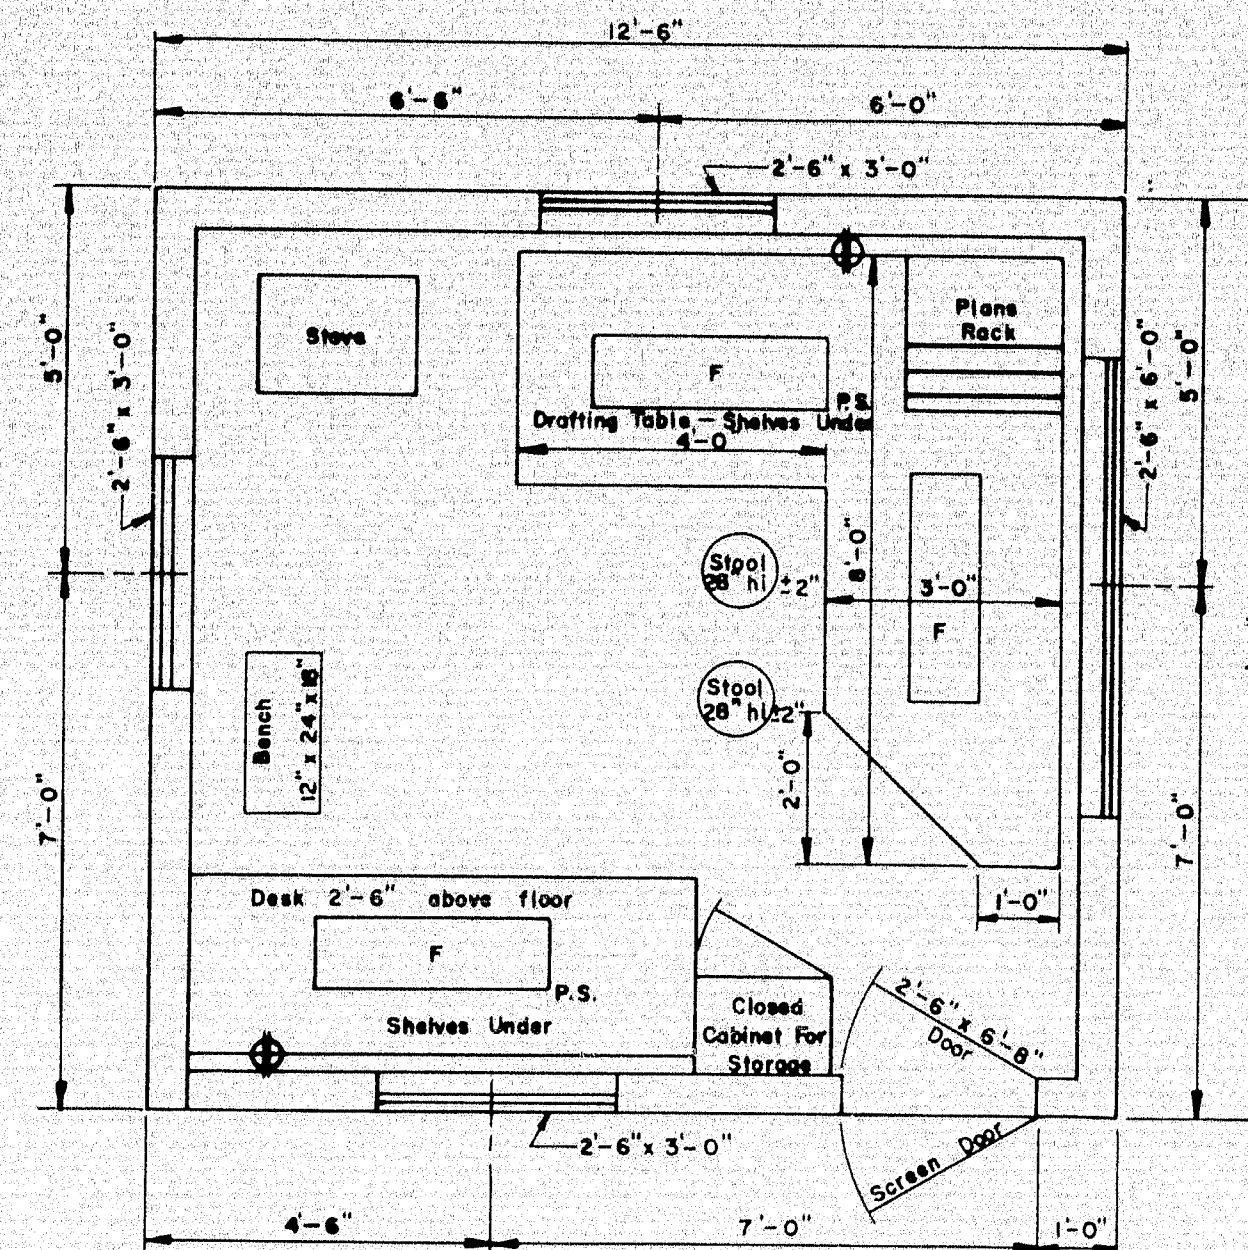 12'-6"
6'-6"
6'-0"
2'-6" x 3'-0"
5'-0"
2'-6" x 3'-0"
Stove
F
Drafting Table - Shelves Under
4'-0
P.S.
Plans
Rack
2'-6" x 6'-0"
5'-0"
8'-0"
Stool
28" hi ±2"
3'-0"
F
Stool
28" hi ±2"
2'-0"
Bench
12" x 24" x 18"
7'-0"
7'-0"
1'-0"
Desk 2'-6" above floor
F
P.S.
Shelves Under
Closed
Cabinet For
Storage
2'-6" x 6'-8"
Door
2'-6" x 3'-0"
Screen Door
4'-6"
7'-0"
1'-0"